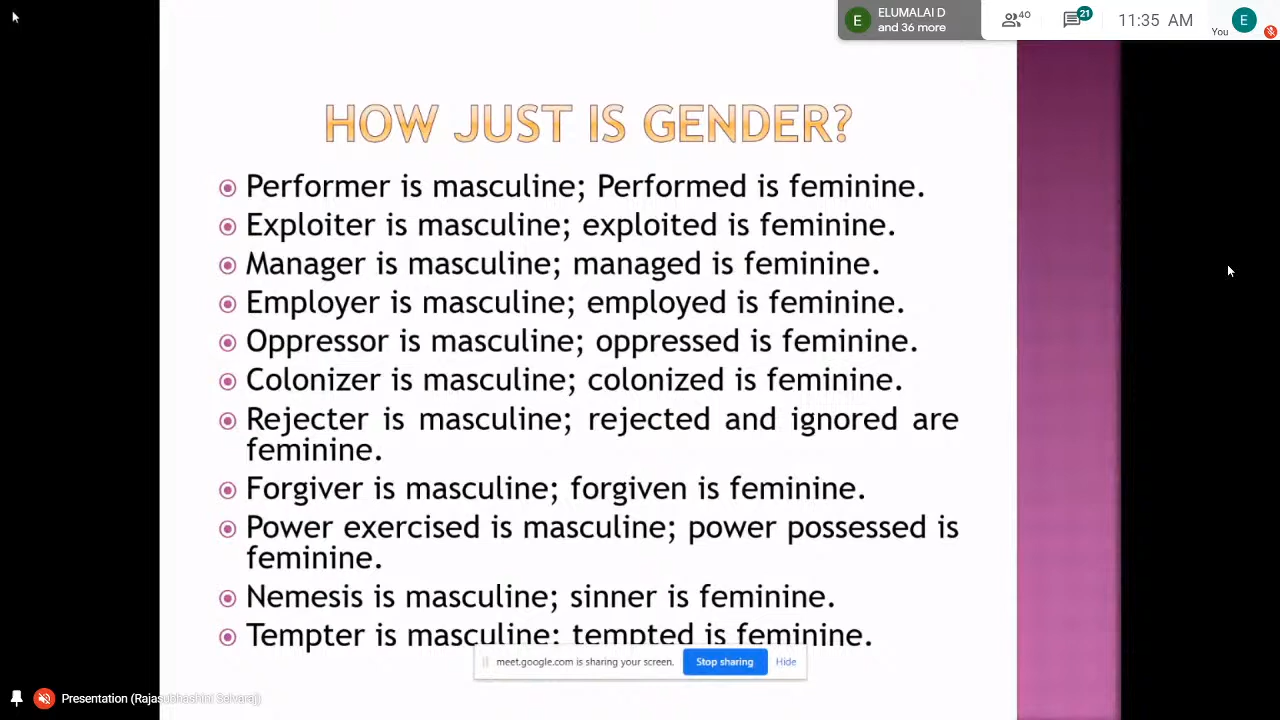 ELUMALAI D
and 36 more
40
21
11:35 AM
E
You
E
HOW JUST IS GENDER?
Performer is masculine; Performed is feminine.
Exploiter is masculine; exploited is feminine.
Manager is masculine; managed is feminine.
Employer is masculine; employed is feminine.
Oppressor is masculine; oppressed is feminine.
Colonizer is masculine; colonized is feminine.
Rejecter is masculine; rejected and ignored are
feminine.
Forgiver is masculine; forgiven is feminine.
Power exercised is masculine; power possessed is
feminine.
Nemesis is masculine; sinner is feminine.
Tempter is masculine; tempted is feminine.
meet.google.com is sharing your screen.
Stop sharing
Hide
Presentation (Rajasubhashini Selvaraj)